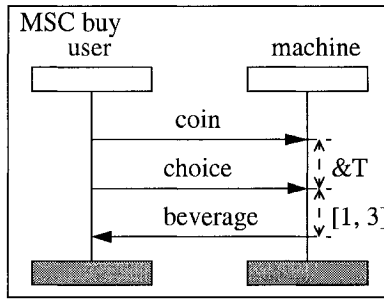 MSC buy
user machine
coin
choice &T
beverage [1, 3]